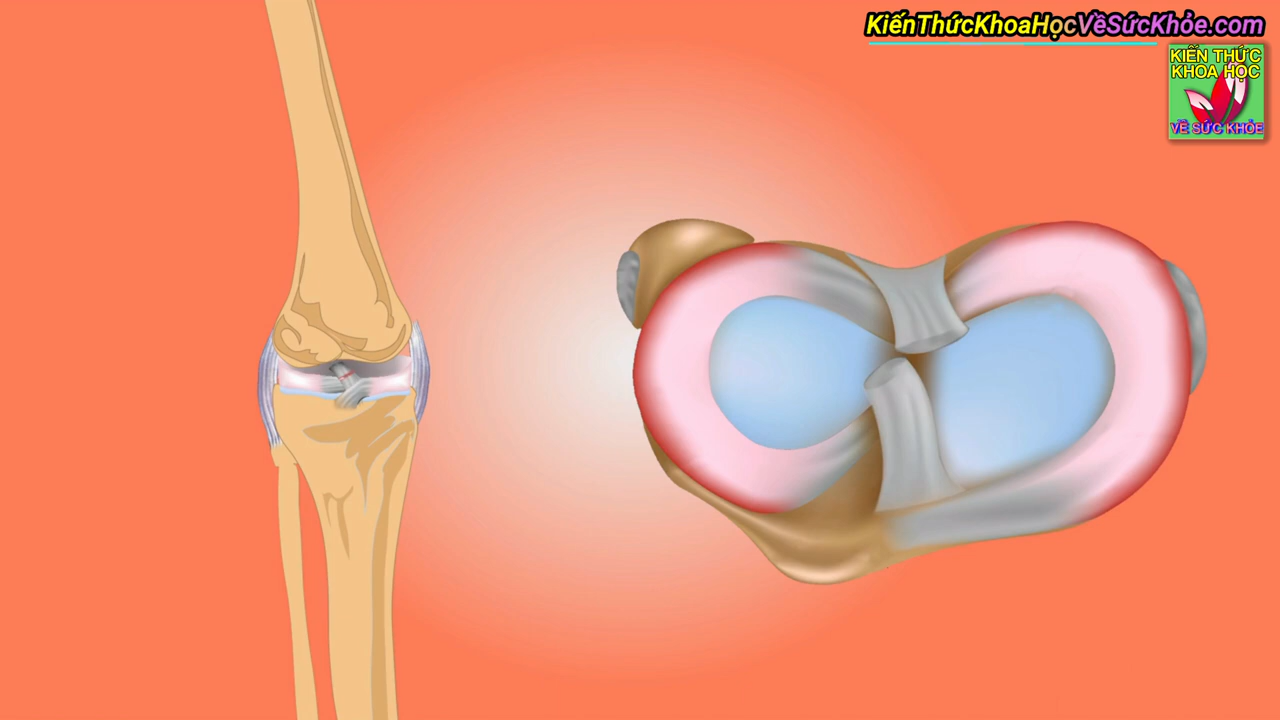 KiếnThứcKhoaHọcVềSứcKhỏe.com
KIẾN THỨC
KHOA HỌC
VỀ SỨC KHỎE